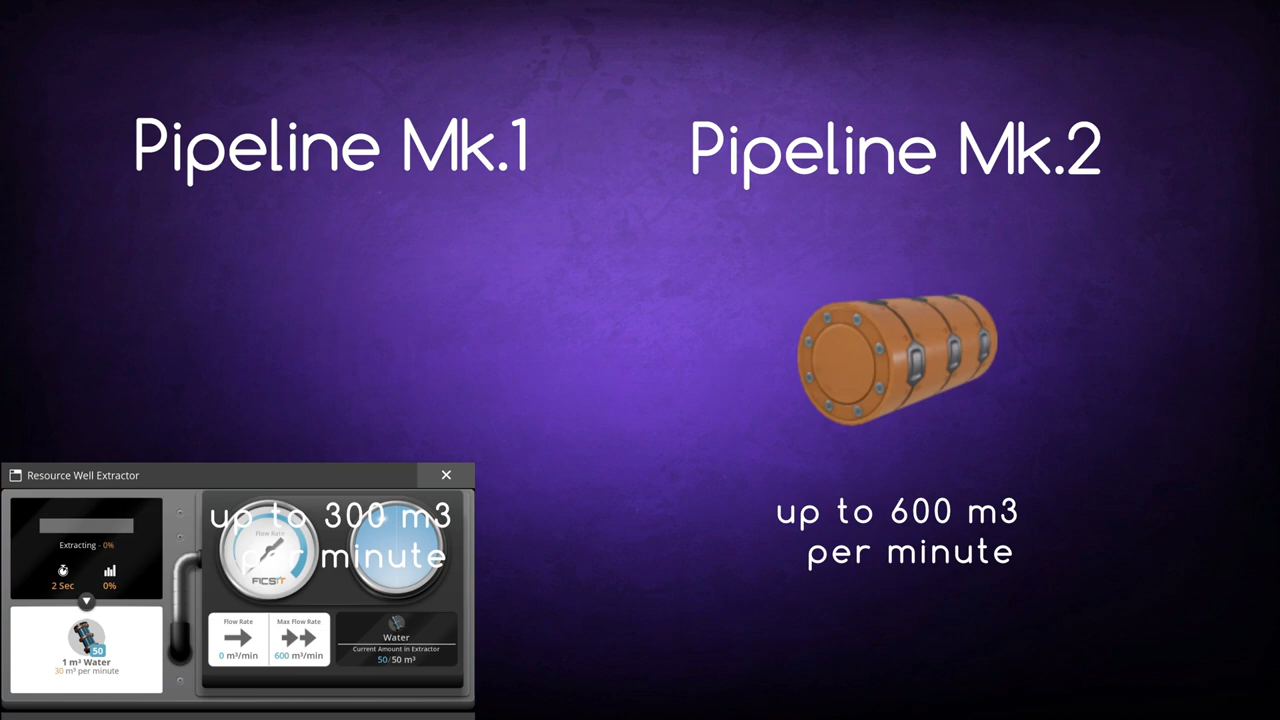 Pipeline Mk.1
Pipeline Mk.2
up to 600 m3
per minute
Resource Well Extractor
up to 300 m3
per minute
Flow Rate
FICSIT
Extracting - 0%
2 Sec
0%
50
1 m³ Water
30 m³ per minute
Flow Rate
0 m³/min
Max Flow Rate
600 m³/min
Water
Current Amount in Extractor
50/50 m³